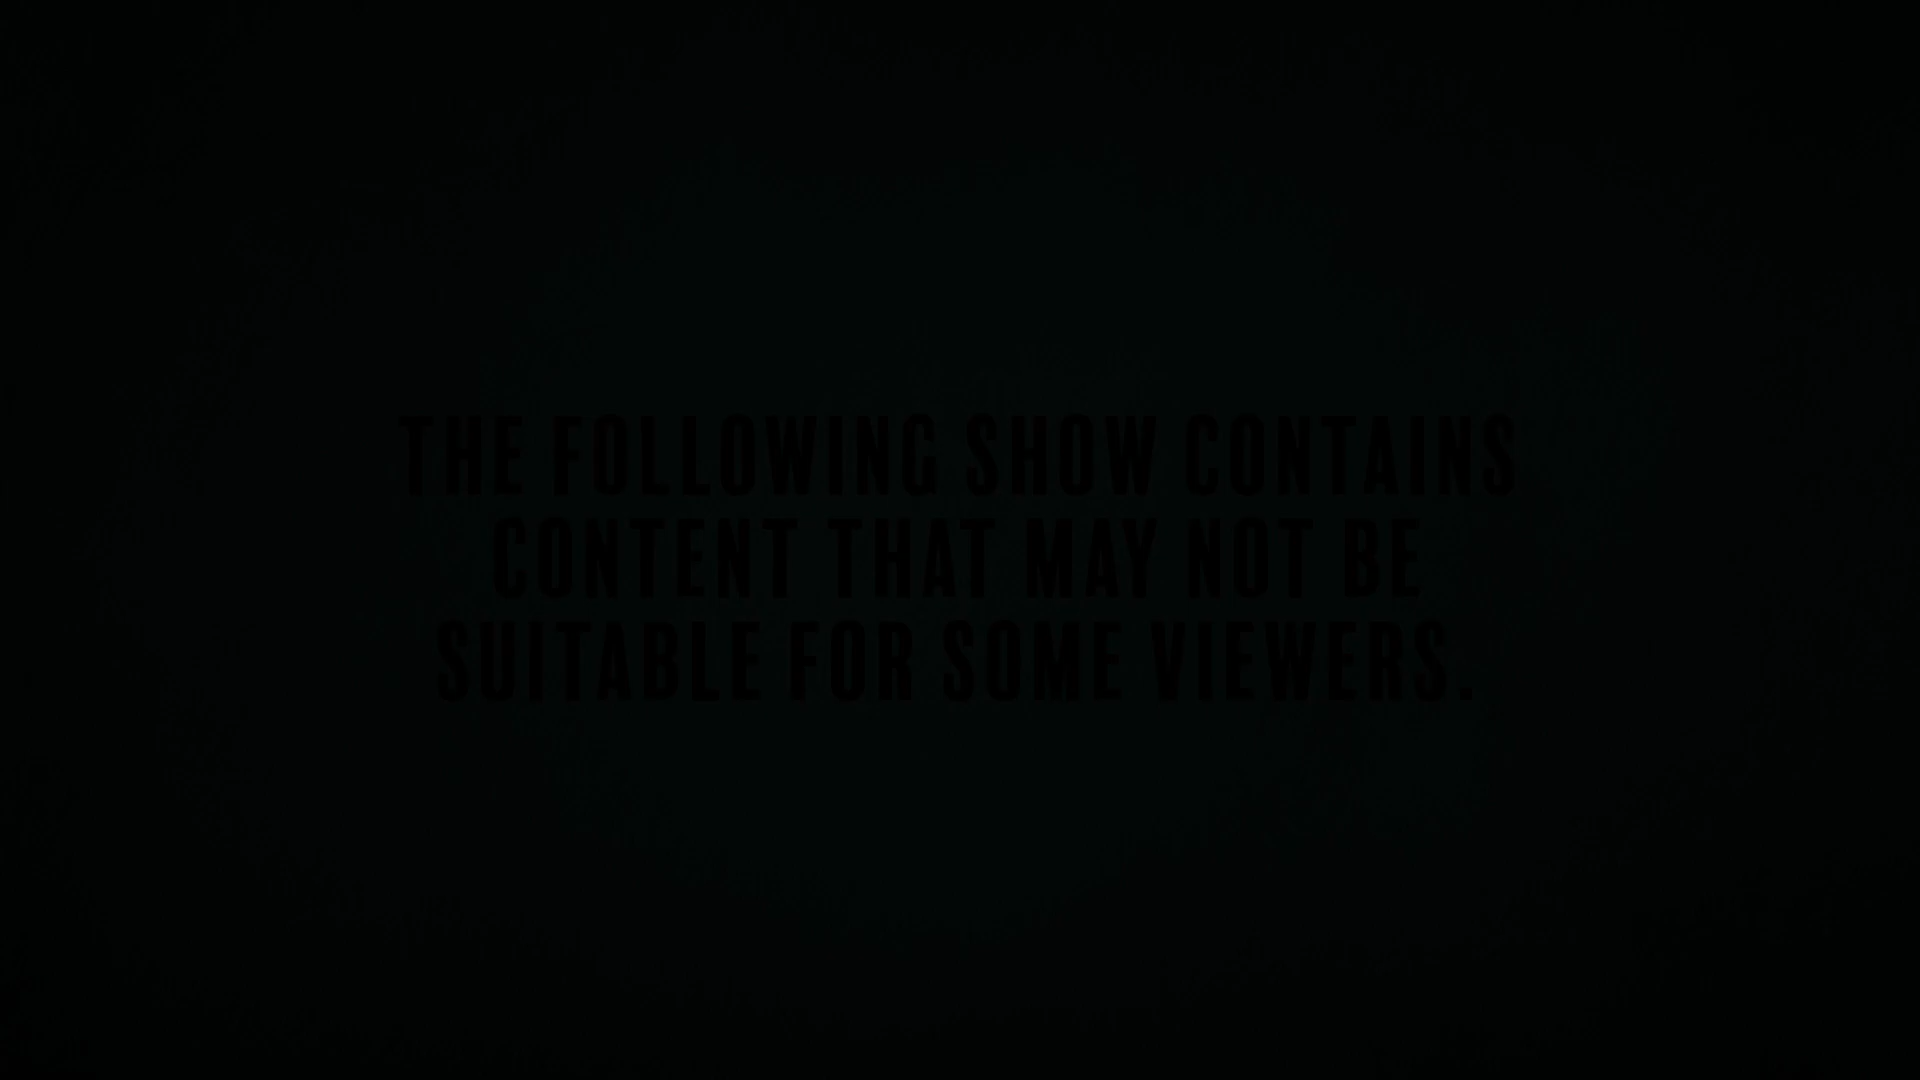 THE FOLLOWING SHOW CONTAINS
CONTENT THAT MAY NOT BE
SUITABLE FOR SOME VIEWERS.